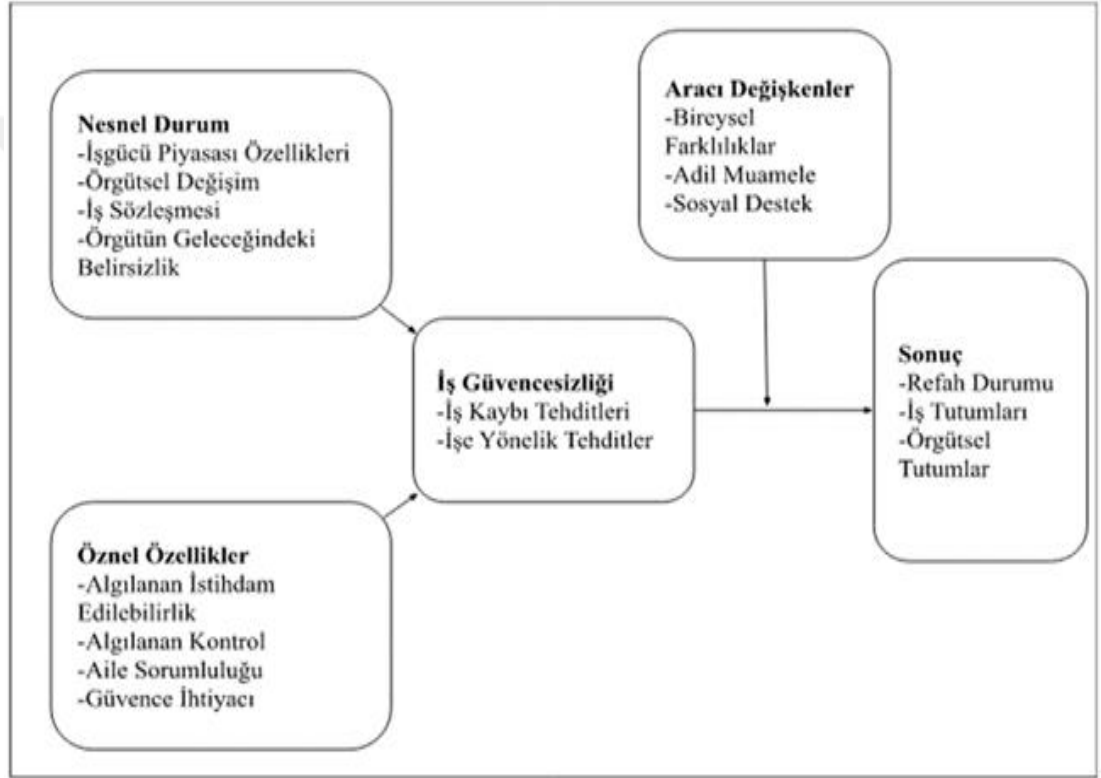 Nesnel Durum
-İşgücü Piyasası Özellikleri
-Örgütsel Değişim
-İş Sözleşmesi
-Örgütün Geleceğindeki
Belirsizlik
Öznel Özellikler
-Algılanan İstihdam
Edilebilirlik
-Algılanan Kontrol
-Aile Sorumluluğu
-Güvence İhtiyacı
İş Güvencesizliği
-İş Kaybı Tehditleri
-İşe Yönelik Tehditler
Aracı Değişkenler
-Bireysel
Farklılıklar
-Adil Muamele
-Sosyal Destek
Sonuç
-Refah Durumu
-İş Tutumları
-Örgütsel
Tutumlar